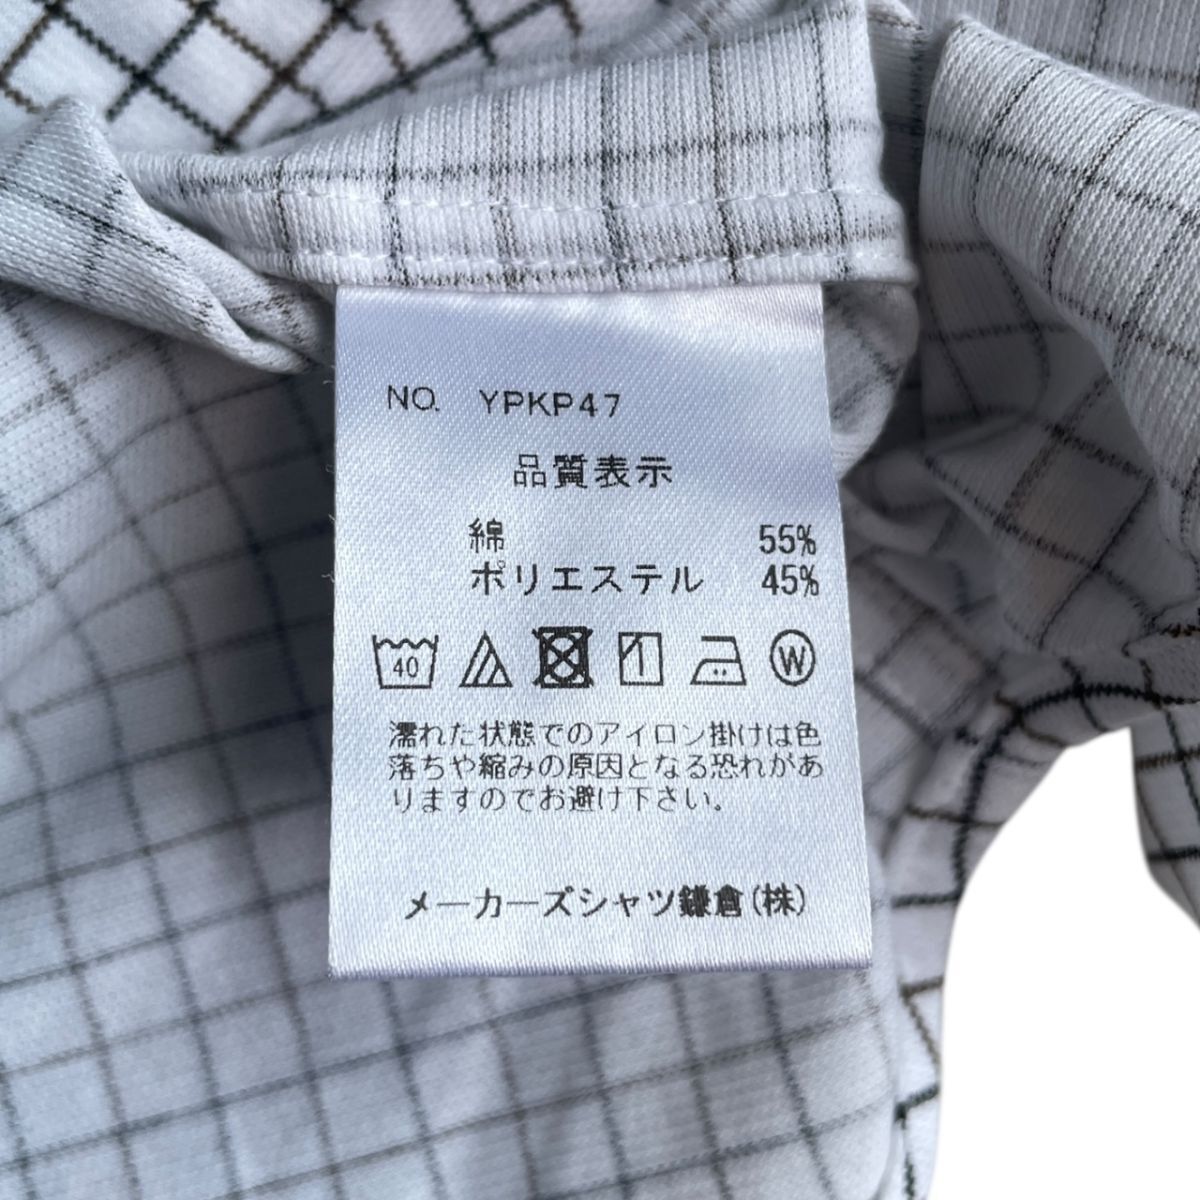 NO. YPKP47
品質表示
綿 55%
ポリエステル 45%
40 W
濡れた状態でのアイロン掛けは色
落ちや縮みの原因となる恐れがあ
りますのでお避け下さい。
メーカーズシャツ鎌倉(株)